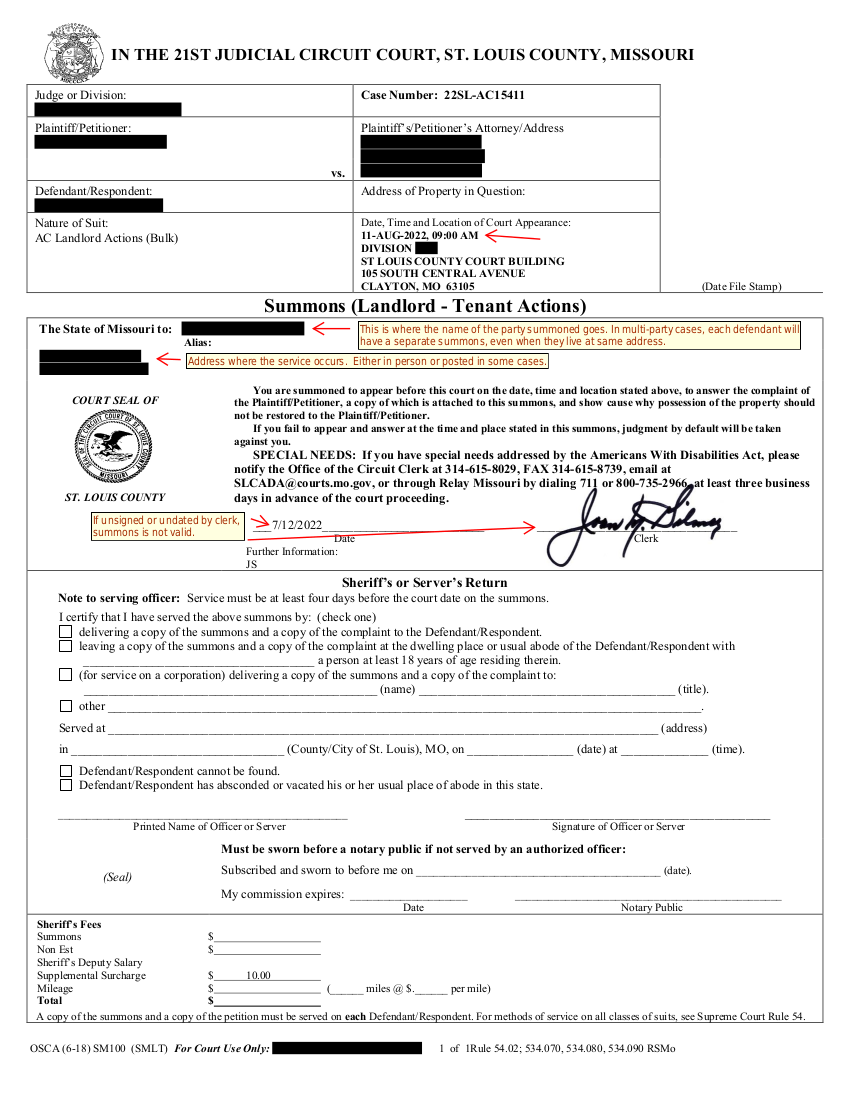 IN THE 21ST JUDICIAL CIRCUIT COURT, ST. LOUIS COUNTY, MISSOURI
Judge or Division:
Case Number: 22SL-AC15411
Plaintiff/Petitioner:
vs.
Plaintiff's/Petitioner's Attorney/Address
Defendant/Respondent:
Address of Property in Question:
Nature of Suit:
AC Landlord Actions (Bulk)
Date, Time and Location of Court Appearance:
11-AUG-2022, 09:00 AM
DIVISION
ST LOUIS COUNTY COURT BUILDING
105 SOUTH CENTRAL AVENUE
CLAYTON, MO 63105
(Date File Stamp)
Summons (Landlord - Tenant Actions)
The State of Missouri to:
Alias:
This is where the name of the party summoned goes. In multi-party cases, each defendant will
have a separate summons, even when they live at same address.
Address where the service occurs. Either in person or posted in some cases.
COURT SEAL OF
ST. LOUIS COUNTY
You are summoned to appear before this court on the date, time and location stated above, to answer the complaint of
the Plaintiff/Petitioner, a copy of which is attached to this summons, and show cause why possession of the property should
not be restored to the Plaintiff/Petitioner.
If you fail to appear and answer at the time and place stated in this summons, judgment by default will be taken
against you.
SPECIAL NEEDS: If you have special needs addressed by the Americans With Disabilities Act, please
notify the Office of the Circuit Clerk at 314-615-8029, FAX 314-615-8739, email at
SLCADA@courts.mo.gov, or through Relay Missouri by dialing 711 or 800-735-2966, at least three business
days in advance of the court proceeding.
If unsigned or undated by clerk,
summons is not valid.
7/12/2022
Date
Clerk
Further Information:
JS
Sheriff's or Server's Return
Note to serving officer: Service must be at least four days before the court date on the summons.
I certify that I have served the above summons by: (check one)
delivering a copy of the summons and a copy of the complaint to the Defendant/Respondent.
leaving a copy of the summons and a copy of the complaint at the dwelling place or usual abode of the Defendant/Respondent with
______ a person at least 18 years of age residing therein.
(for service on a corporation) delivering a copy of the summons and a copy of the complaint to:
______ (name) ______ (title).
other ______.
Served at ______ (address)
in ______ (County/City of St. Louis), MO, on ______ (date) at ______ (time).
Defendant/Respondent cannot be found.
Defendant/Respondent has absconded or vacated his or her usual place of abode in this state.
Printed Name of Officer or Server
Signature of Officer or Server
Must be sworn before a notary public if not served by an authorized officer:
(Seal)
Subscribed and sworn to before me on ______ (date).
My commission expires: ______
Date
Notary Public
Sheriff's Fees
Summons $______
Non Est $______
Sheriff's Deputy Salary
Supplemental Surcharge $ 10.00
Mileage $______ (______ miles @ $.______ per mile)
Total $______
A copy of the summons and a copy of the petition must be served on each Defendant/Respondent. For methods of service on all classes of suits, see Supreme Court Rule 54.
OSCA (6-18) SM100 (SMLT) For Court Use Only: 1 of 1Rule 54.02; 534.070, 534.080, 534.090 RSMo